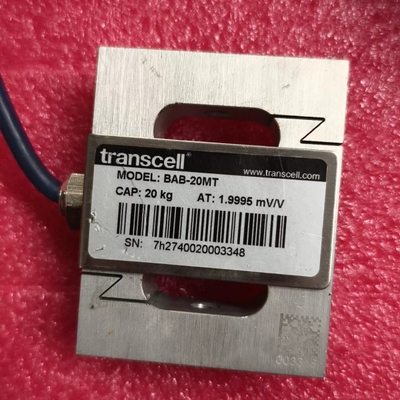 transcell www.transcell.com
MODEL: BAB-20MT
CAP: 20 kg AT: 1.9995 mV/V
SN: 7h2740020003348